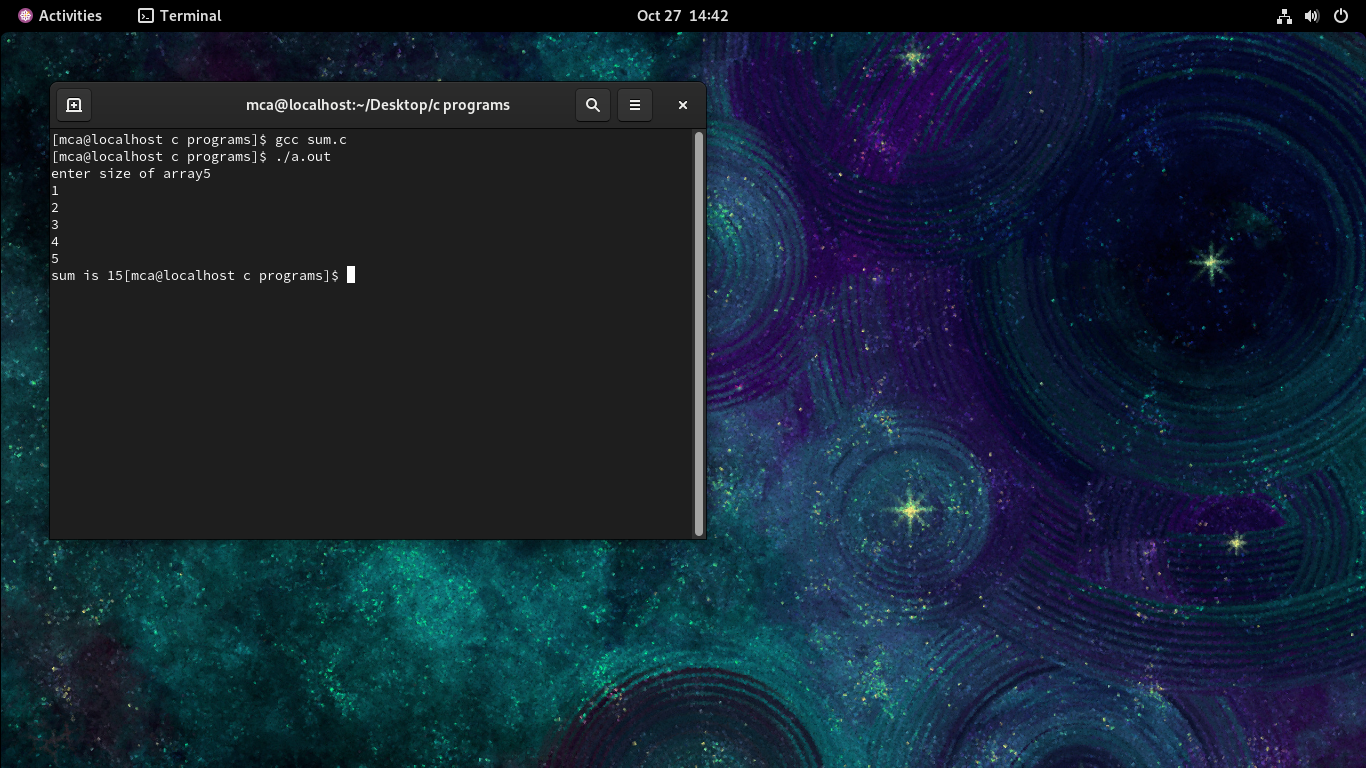 Activities Terminal Oct 27 14:42
mca@localhost:~/Desktop/c programs
[mca@localhost c programs]$ gcc sum.c
[mca@localhost c programs]$ ./a.out
enter size of array5
1
2
3
4
5
sum is 15[mca@localhost c programs]$